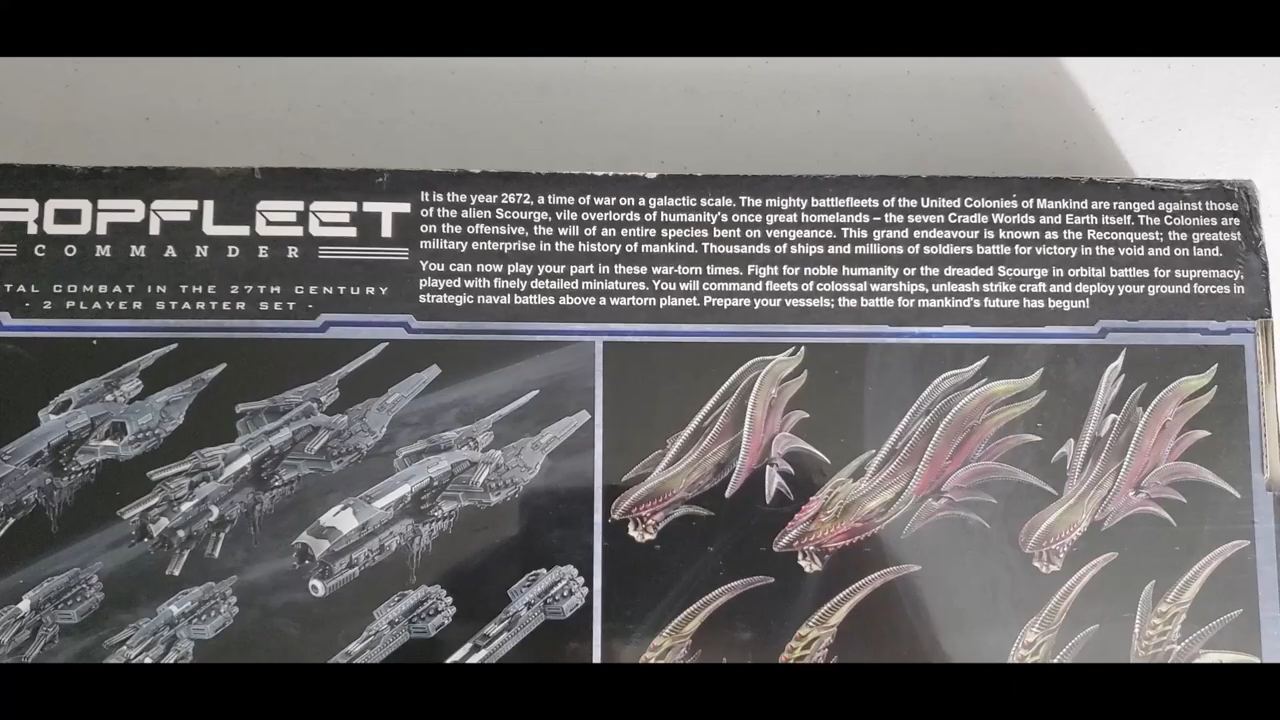 ROPFLEET
COMMANDER
TAL COMBAT IN THE 27TH CENTURY
- 2 PLAYER STARTER SET -
It is the year 2672, a time of war on a galactic scale. The mighty battlefleets of the United Colonies of Mankind are ranged against those
of the alien Scourge, vile overlords of humanity's once great homelands – the seven Cradle Worlds and Earth itself. The Colonies are
on the offensive, the will of an entire species bent on vengeance. This grand endeavour is known as the Reconquest; the greatest
military enterprise in the history of mankind. Thousands of ships and millions of soldiers battle for victory in the void and on land.
You can now play your part in these war-torn times. Fight for noble humanity or the dreaded Scourge in orbital battles for supremacy,
played with finely detailed miniatures. You will command fleets of colossal warships, unleash strike craft and deploy your ground forces in
strategic naval battles above a wartorn planet. Prepare your vessels; the battle for mankind's future has begun!